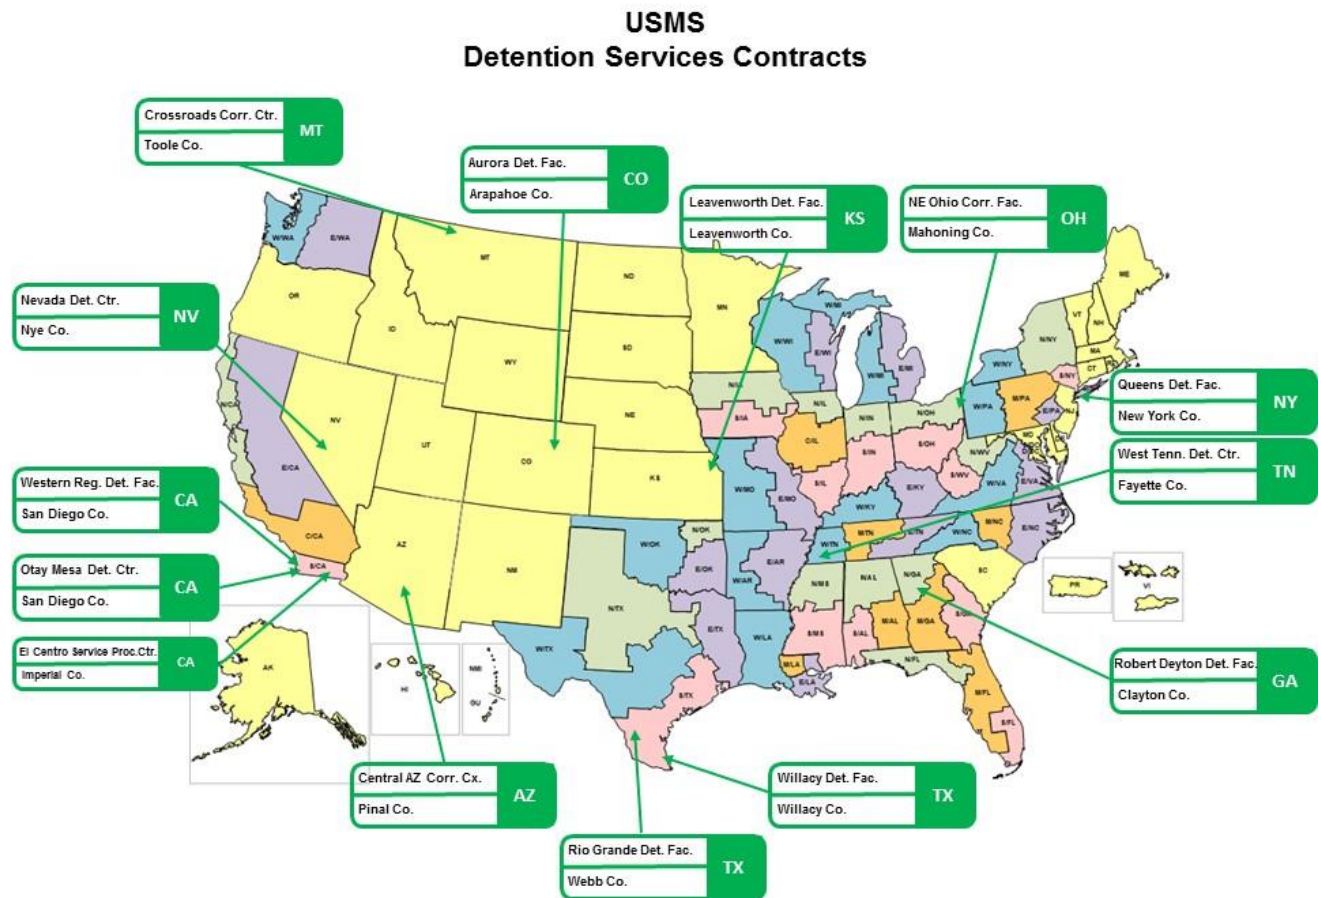 USMS
Detention Services Contracts
Crossroads Corr. Ctr.
Toole Co.
MT
Aurora Det. Fac.
Arapahoe Co.
CO
Leavenworth Det. Fac.
Leavenworth Co.
KS
NE Ohio Corr. Fac.
Mahoning Co.
OH
Nevada Det. Ctr.
Nye Co.
NV
Queens Det. Fac.
New York Co.
NY
West Tenn. Det. Ctr.
Fayette Co.
TN
Western Reg. Det. Fac.
San Diego Co.
CA
Otay Mesa Det. Ctr.
San Diego Co.
CA
El Centro Service Proc.Ctr.
Imperial Co.
CA
Robert Deyton Det. Fac.
Clayton Co.
GA
Central AZ Corr. Cx.
Pinal Co.
AZ
Willacy Det. Fac.
Willacy Co.
TX
Rio Grande Det. Fac.
Webb Co.
TX
W/WA
E/WA
MT
ND
MN
ME
OR
ID
WY
SD
W/WI
E/WI
W/MI
W/MI
E/MI
N/NY
VT
NH
MA
CT
W/NY
S/NY
NJ
N/CA
E/CA
NV
UT
CO
NE
KS
S/IA
N/IL
C/IL
S/IL
N/IN
S/IN
N/OH
S/OH
W/PA
M/PA
E/PA
MD
N/WV
S/WV
W/VA
E/VA
W/MO
E/MO
W/KY
E/KY
C/CA
S/CA
AZ
NM
W/OK
N/OK
E/OK
W/AR
E/AR
W/TN
M/TN
W/NC
M/NC
E/NC
SC
N/TX
W/TX
E/TX
S/TX
W/LA
M/LA
E/LA
N/MS
S/MS
N/AL
M/AL
S/AL
N/GA
M/GA
N/FL
M/FL
S/FL
AK
HI
NMI
GU
PR
VI